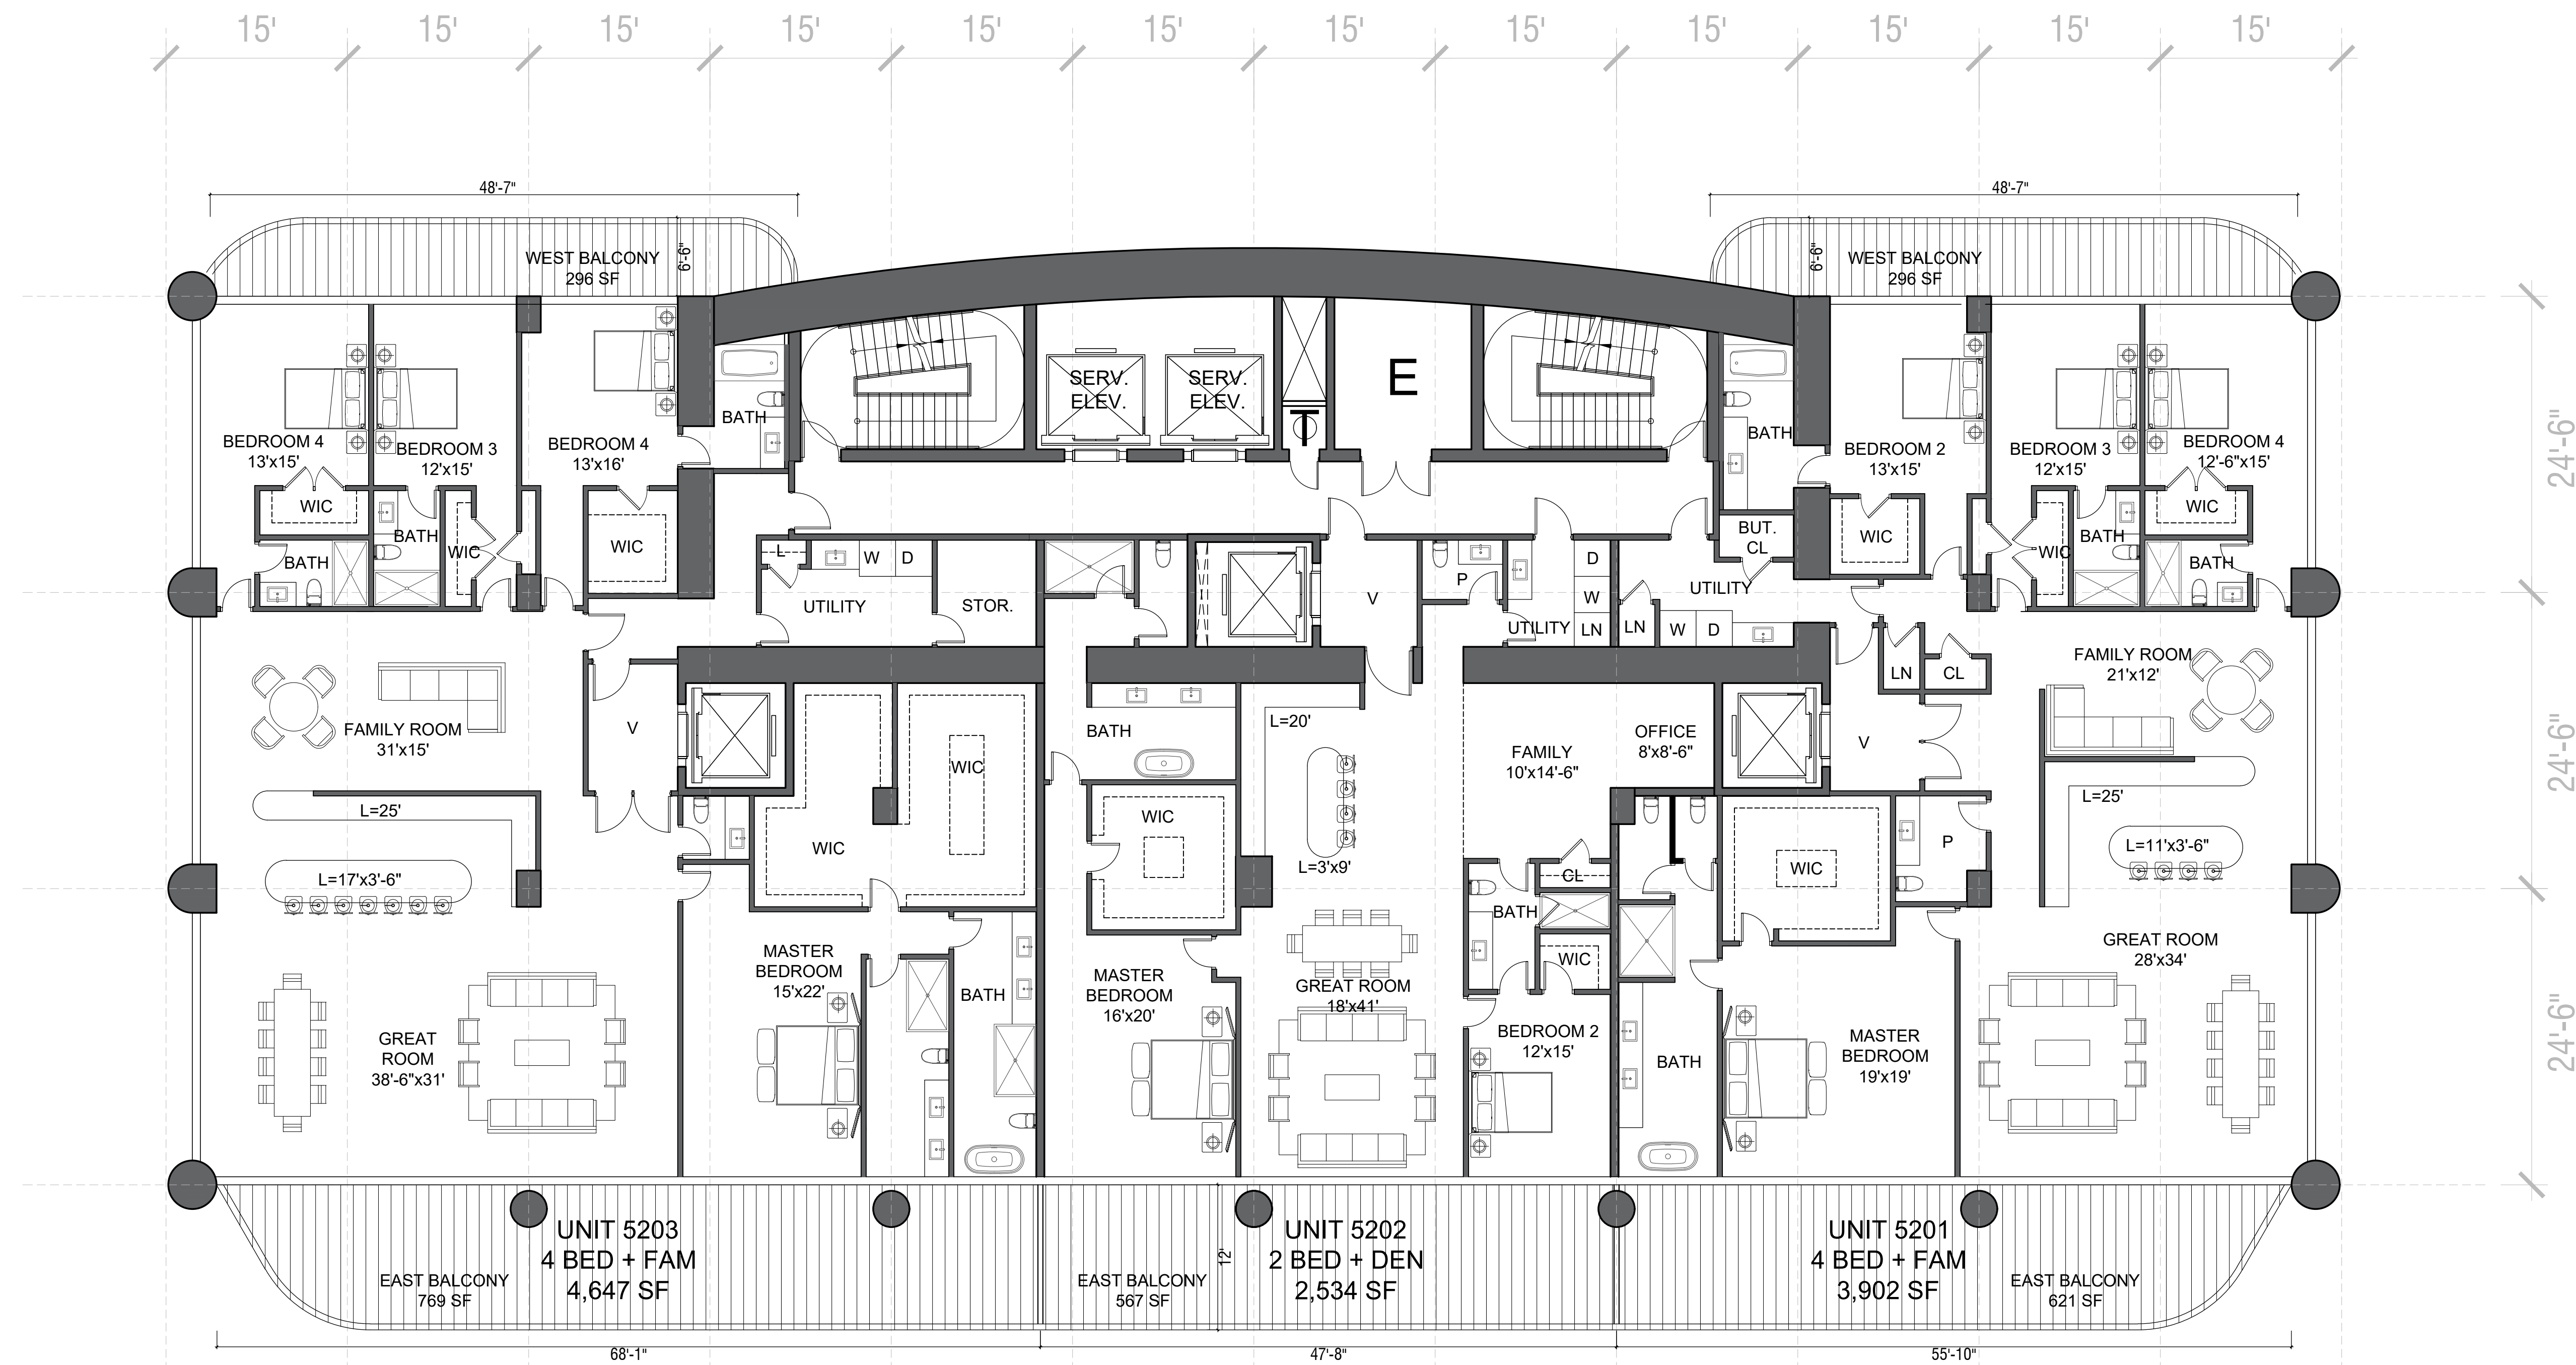 15'
15'
15'
15'
15'
15'
15'
15'
15'
15'
15'
15'
48'-7"
48'-7"
WEST BALCONY
296 SF
6'-6"
6'-6"
WEST BALCONY
296 SF
24'-6"
24'-6"
24'-6"
BEDROOM 4
13'x15'
BEDROOM 3
12'x15'
BEDROOM 4
13'x16'
BATH
SERV.
ELEV.
SERV.
ELEV.
T
E
BATH
BEDROOM 2
13'x15'
BEDROOM 3
12'x15'
BEDROOM 4
12'-6"x15'
WIC
BATH
BATH
WIC
WIC
L
W
D
UTILITY
STOR.
V
P
D
W
LN
UTILITY
BUT.
CL
UTILITY
LN
W
D
WIC
WIC
BATH
WIC
BATH
LN
CL
FAMILY ROOM
31'x15'
V
WIC
WIC
BATH
L=20'
FAMILY
10'x14'-6"
OFFICE
8'x8'-6"
V
FAMILY ROOM
21'x12'
L=25'
L=17'x3'-6"
WIC
L=3'x9'
CL
WIC
P
L=25'
L=11'x3'-6"
MASTER
BEDROOM
15'x22'
BATH
MASTER
BEDROOM
16'x20'
GREAT ROOM
18'x41'
BATH
WIC
BEDROOM 2
12'x15'
BATH
MASTER
BEDROOM
19'x19'
GREAT ROOM
28'x34'
GREAT
ROOM
38'-6"x31'
UNIT 5203
4 BED + FAM
4,647 SF
EAST BALCONY
769 SF
EAST BALCONY
567 SF
12'
UNIT 5202
2 BED + DEN
2,534 SF
UNIT 5201
4 BED + FAM
3,902 SF
EAST BALCONY
621 SF
68'-1"
47'-8"
55'-10"